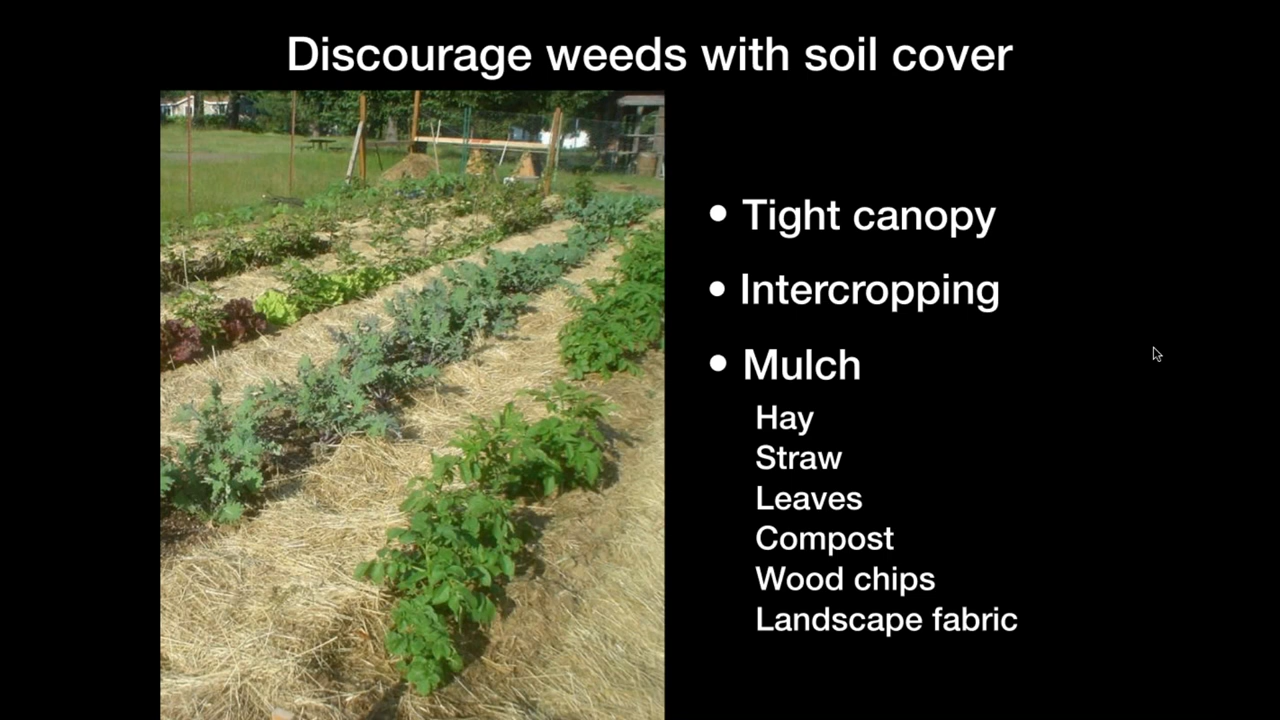 Discourage weeds with soil cover
• Tight canopy
• Intercropping
• Mulch
Hay
Straw
Leaves
Compost
Wood chips
Landscape fabric